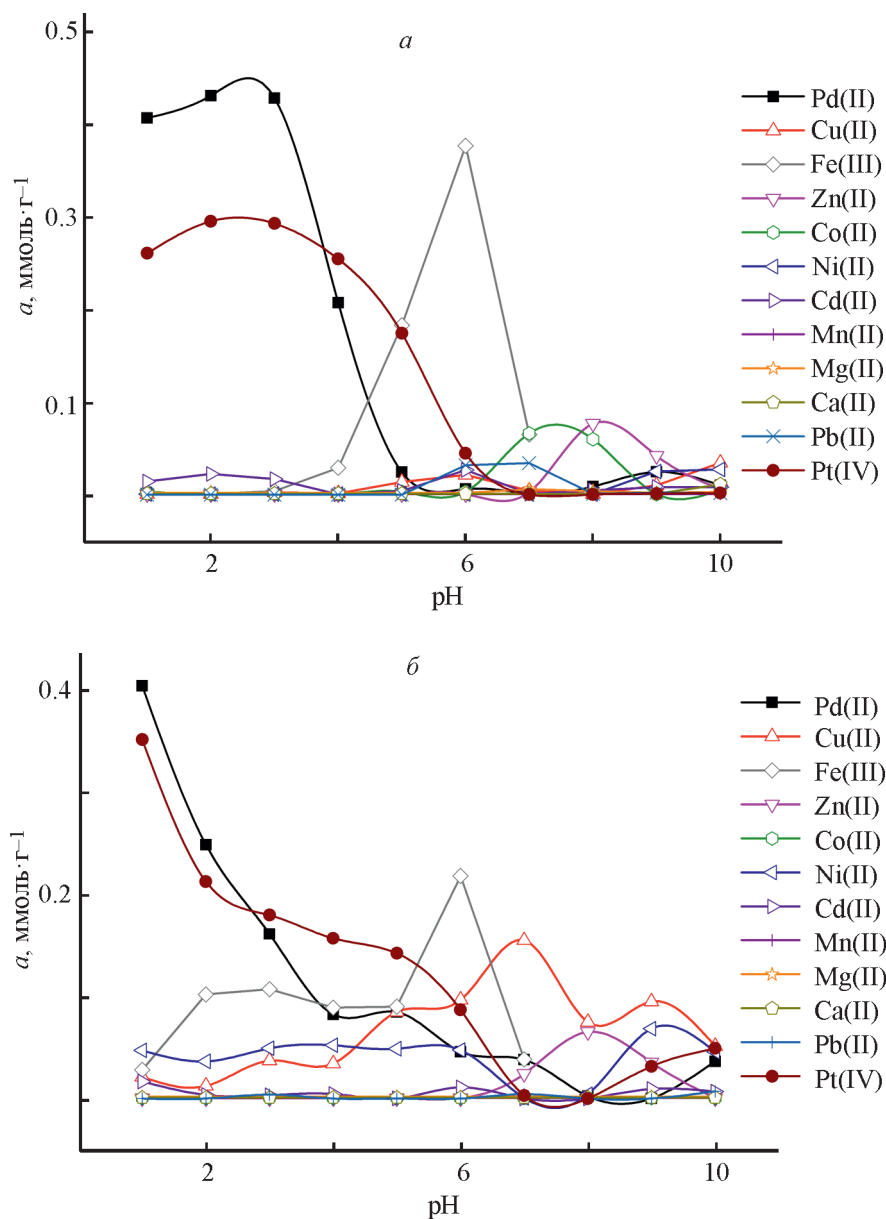 а
0.5
0.3
0.1
a, ммоль·г⁻¹
2
6
10
pH
Pd(II)
Cu(II)
Fe(III)
Zn(II)
Co(II)
Ni(II)
Cd(II)
Mn(II)
Mg(II)
Ca(II)
Pb(II)
Pt(IV)
б
0.4
0.2
a, ммоль·г⁻¹
2
6
10
pH
Pd(II)
Cu(II)
Fe(III)
Zn(II)
Co(II)
Ni(II)
Cd(II)
Mn(II)
Mg(II)
Ca(II)
Pb(II)
Pt(IV)